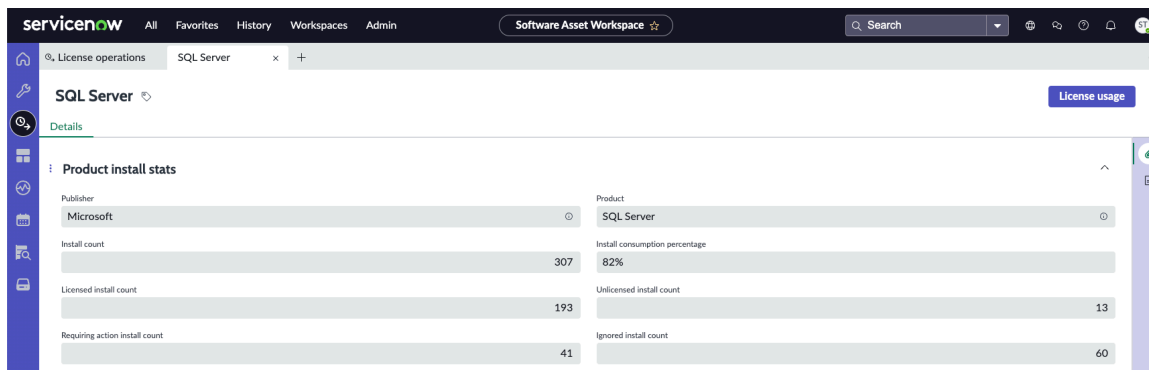 servicenow All Favorites History Workspaces Admin Software Asset Workspace Search ST
License operations SQL Server × +
SQL Server License usage
Details
Product install stats
Publisher Product
Microsoft SQL Server
Install count Install consumption percentage
307 82%
Licensed install count Unlicensed install count
193 13
Requiring action install count Ignored install count
41 60